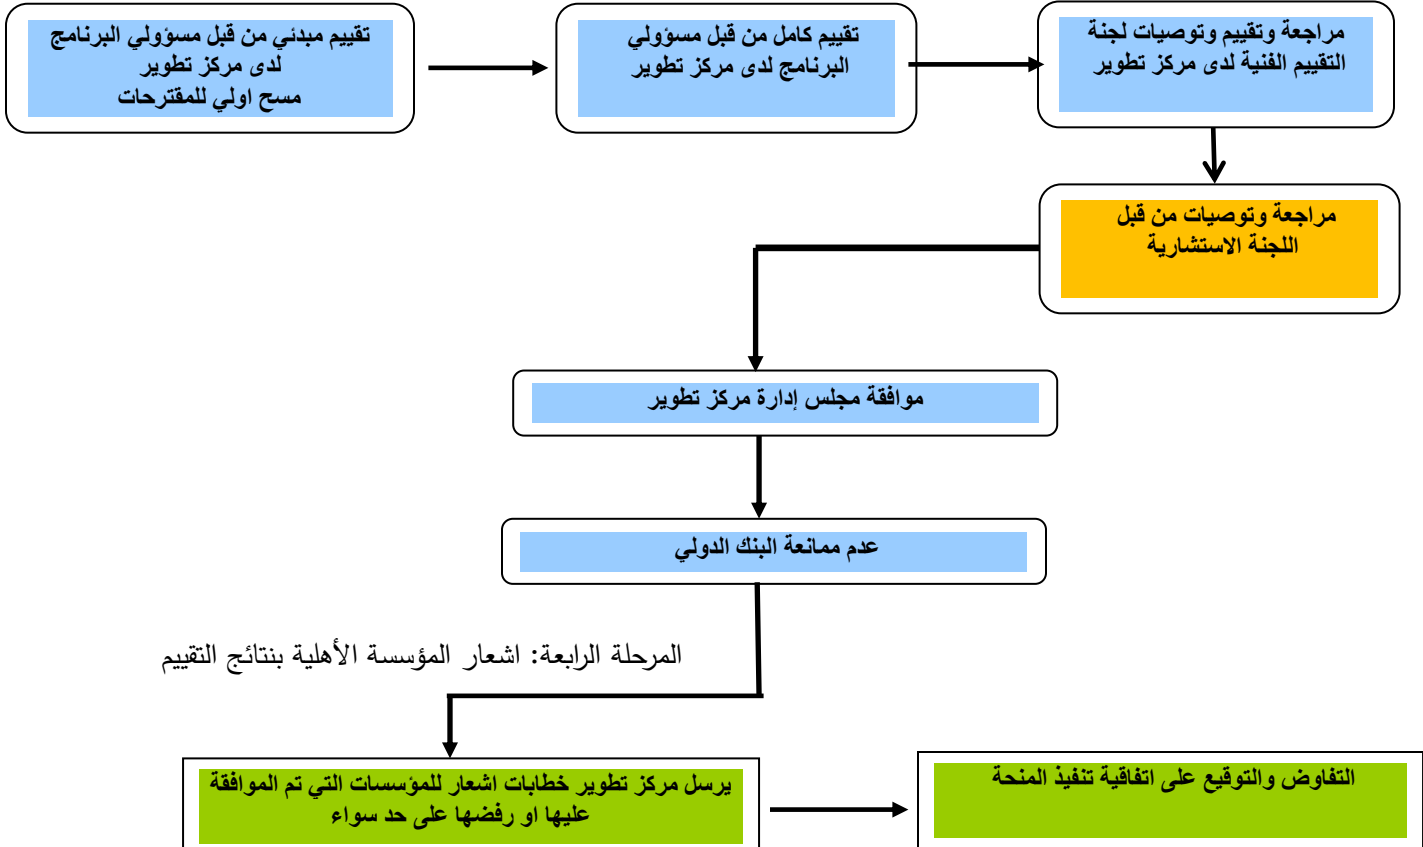 تقييم مبدئي من قبل مسؤولي البرنامج
لدى مركز تطوير
مسح اولي للمقترحات
تقييم كامل من قبل مسؤولي
البرنامج لدى مركز تطوير
مراجعة وتقييم وتوصيات لجنة
التقييم الفنية لدى مركز تطوير
مراجعة وتوصيات من قبل
اللجنة الاستشارية
موافقة مجلس إدارة مركز تطوير
عدم ممانعة البنك الدولي
المرحلة الرابعة: اشعار المؤسسة الأهلية بنتائج التقييم
يرسل مركز تطوير خطابات اشعار للمؤسسات التي تم الموافقة
عليها او رفضها على حد سواء
التفاوض والتوقيع على اتفاقية تنفيذ المنحة